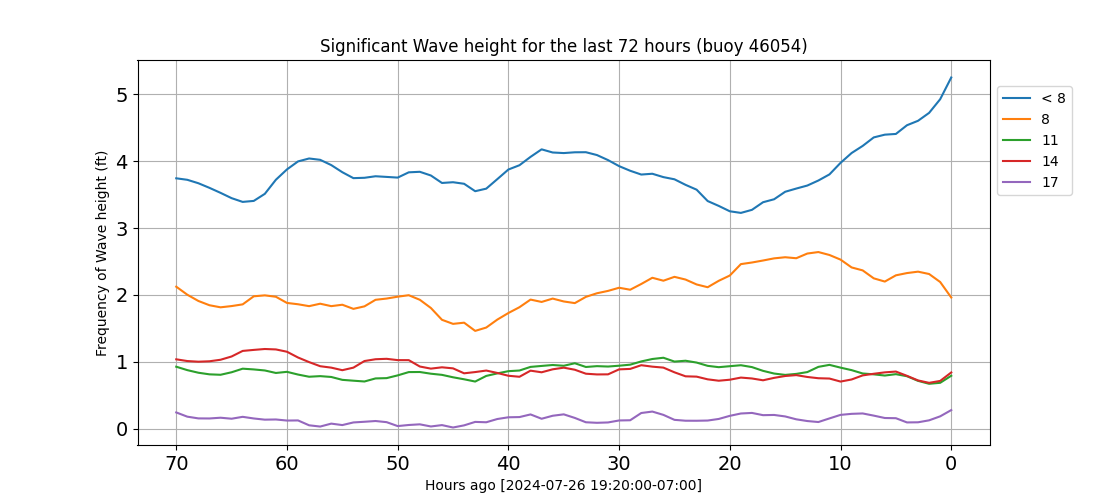 Significant Wave height for the last 72 hours (buoy 46054)
Frequency of Wave height (ft)
5
4
3
2
1
0
70 60 50 40 30 20 10 0
Hours ago [2024-07-26 19:20:00-07:00]
< 8
8
11
14
17